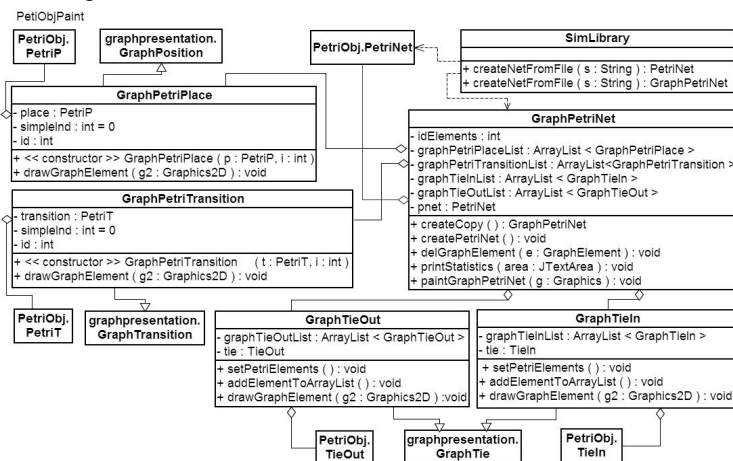 PetiObjPaint
PetriObj.
PetriP
graphpresentation.
GraphPosition
PetriObj.PetriNet
SimLibrary
+ createNetFromFile ( s : String ) : PetriNet
+ createNetFromFile ( s : String ) : GraphPetriNet
GraphPetriPlace
- place : PetriP
- simpleInd : int = 0
- id : int
+ << constructor >> GraphPetriPlace ( p : PetriP, i : int )
+ drawGraphElement ( g2 : Graphics2D ) : void
GraphPetriNet
- idElements : int
- graphPetriPlaceList : ArrayList < GraphPetriPlace >
- graphPetriTransitionList : ArrayList<GraphPetriTransition >
- graphTieInList : ArrayList < GraphTieIn >
- graphTieOutList : ArrayList < GraphTieOut >
- pnet : PetriNet
+ createCopy ( ) : GraphPetriNet
+ createPetriNet ( ) : void
+ delGraphElement ( e : GraphElement ) : void
+ printStatistics ( area : JTextArea ) : void
+ paintGraphPetriNet ( g : Graphics ) : void
GraphPetriTransition
- transition : PetriT
- simpleInd : int = 0
- id : int
+ << constructor >> GraphPetriTransition ( t : PetriT, i : int )
+ drawGraphElement ( g2 : Graphics2D ) : void
PetriObj.
PetriT
graphpresentation.
GraphTransition
GraphTieOut
- graphTieOutList : ArrayList < GraphTieOut >
- tie : TieOut
+ setPetriElements ( ) : void
+ addElementToArrayList ( ) : void
+ drawGraphElement ( g2 : Graphics2D ) :void
GraphTieIn
- graphTieInList : ArrayList < GraphTieIn >
- tie : TieIn
+ setPetriElements ( ) : void
+ addElementToArrayList ( ) : void
+ drawGraphElement ( g2 : Graphics2D ) : void
PetriObj.
TieOut
graphpresentation.
GraphTie
PetriObj.
TieIn